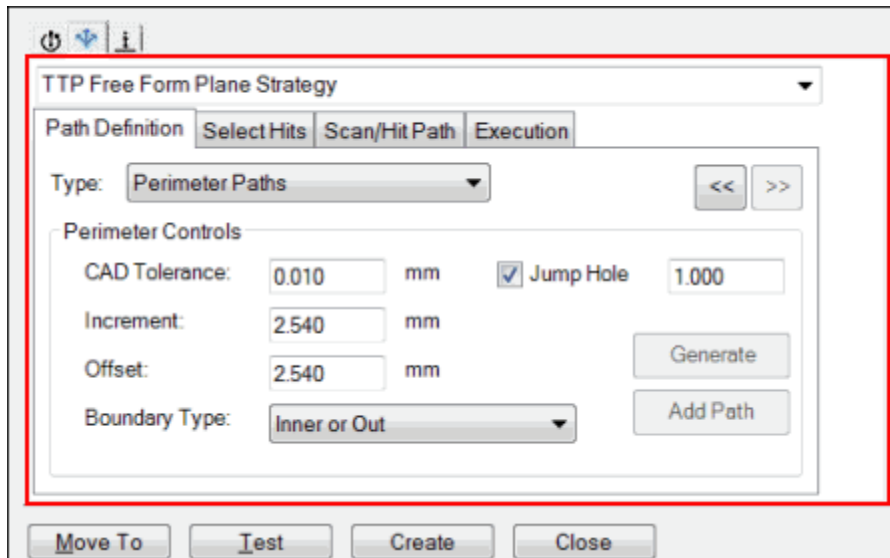 TTP Free Form Plane Strategy
Path Definition Select Hits Scan/Hit Path Execution
Type: Perimeter Paths << >>
Perimeter Controls
CAD Tolerance: 0.010 mm Jump Hole 1.000
Increment: 2.540 mm
Offset: 2.540 mm
Generate
Boundary Type: Inner or Out
Add Path
Move To Test Create Close